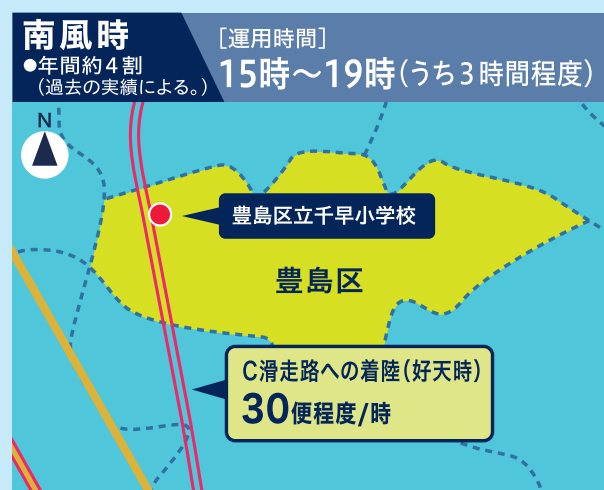 南風時
●年間約4割
(過去の実績による。)
[運用時間]
15時〜19時(うち3時間程度)
N
豊島区立千早小学校
豊島区
C滑走路への着陸(好天時)
30便程度/時